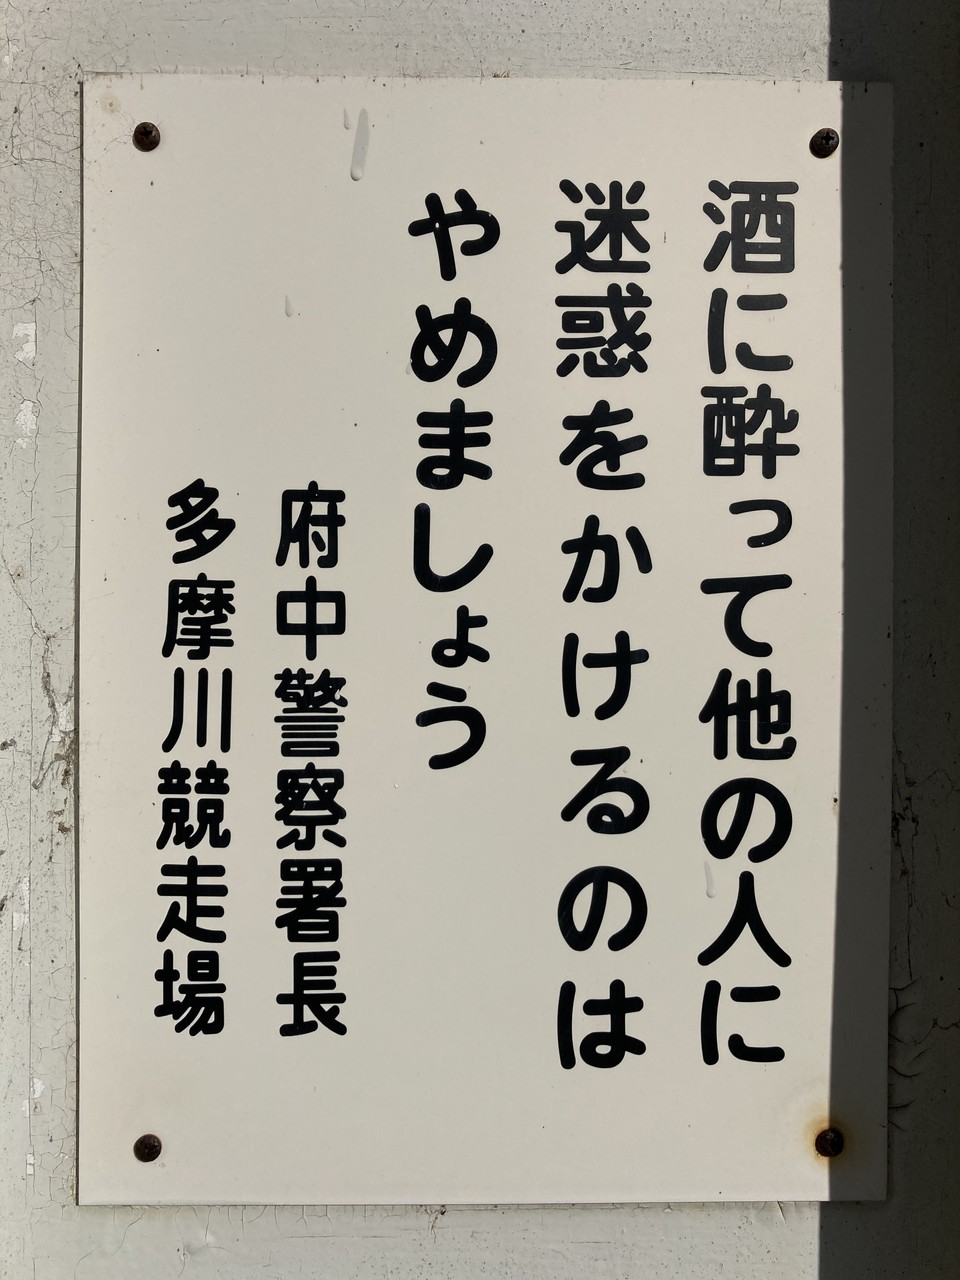 酒に酔って他の人に
迷惑をかけるのは
やめましょう
府中警察署長
多摩川競走場